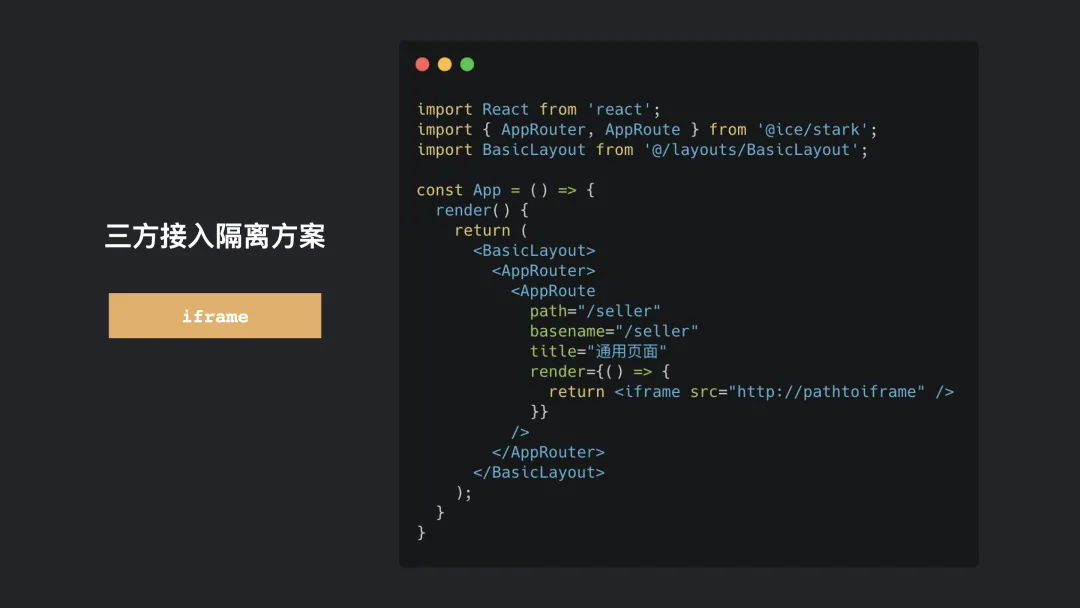 三方接入隔离方案
iframe
import React from 'react';
import { AppRouter, AppRoute } from '@ice/stark';
import BasicLayout from '@/layouts/BasicLayout';
const App = () => {
  render() {
    return (
      <BasicLayout>
        <AppRouter>
          <AppRoute
            path="/seller"
            basename="/seller"
            title="通用页面"
            render={() => {
              return <iframe src="http://pathtoiframe" />
            }}
          />
        </AppRouter>
      </BasicLayout>
    );
  }
}